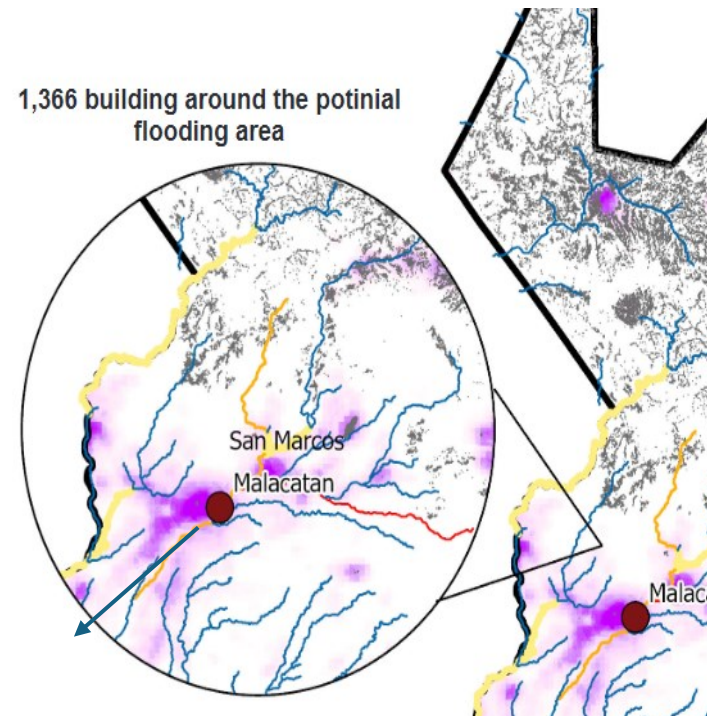 1,366 building around the potinial
flooding area
San Marcos
Malacatan
Malaca